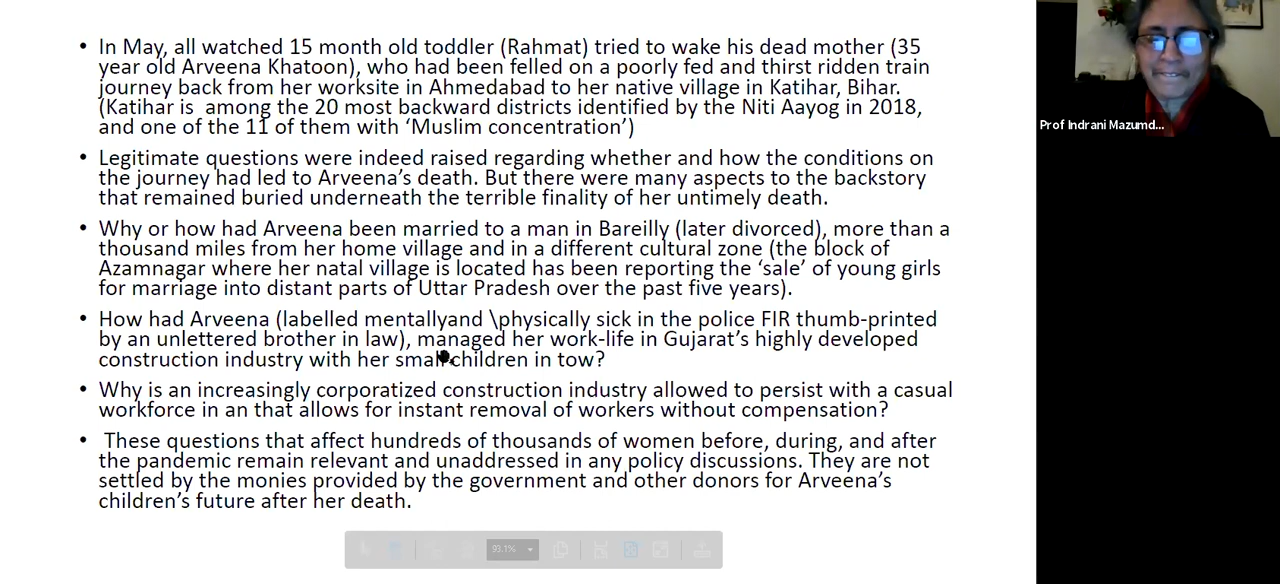 • In May, all watched 15 month old toddler (Rahmat) tried to wake his dead mother (35
year old Arveena Khatoon), who had been felled on a poorly fed and thirst ridden train
journey back from her worksite in Ahmedabad to her native village in Katihar, Bihar.
(Katihar is  among the 20 most backward districts identified by the Niti Aayog in 2018,
and one of the 11 of them with ‘Muslim concentration’)
• Legitimate questions were indeed raised regarding whether and how the conditions on
the journey had led to Arveena’s death. But there were many aspects to the backstory
that remained buried underneath the terrible finality of her untimely death.
• Why or how had Arveena been married to a man in Bareilly (later divorced), more than a
thousand miles from her home village and in a different cultural zone (the block of
Azamnagar where her natal village is located has been reporting the ‘sale’ of young girls
for marriage into distant parts of Uttar Pradesh over the past five years).
• How had Arveena (labelled mentallyand \physically sick in the police FIR thumb-printed
by an unlettered brother in law), managed her work-life in Gujarat’s highly developed
construction industry with her small children in tow?
• Why is an increasingly corporatized construction industry allowed to persist with a casual
workforce in an that allows for instant removal of workers without compensation?
• These questions that affect hundreds of thousands of women before, during, and after
the pandemic remain relevant and unaddressed in any policy discussions. They are not
settled by the monies provided by the government and other donors for Arveena’s
children’s future after her death.
93.1%
Prof Indrani Mazumd...